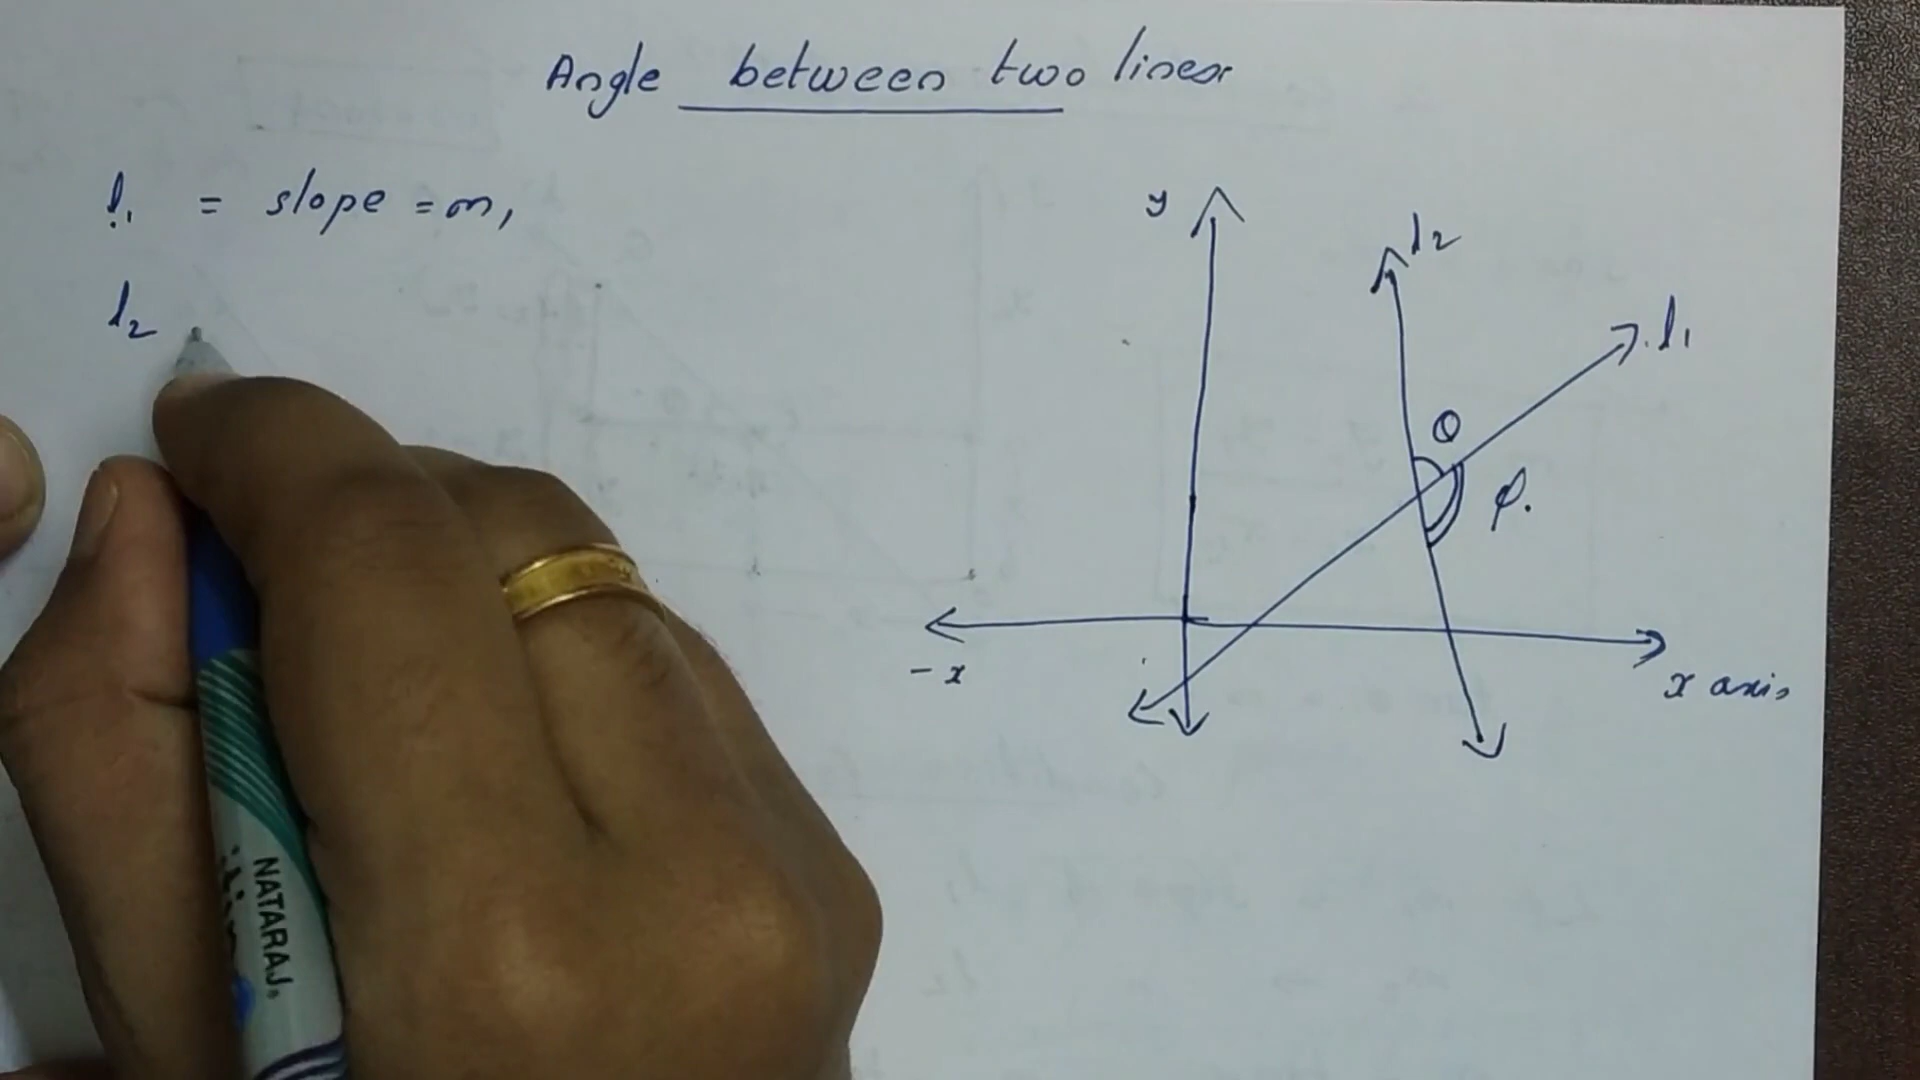 Angle between two lines
l₁ = slope = m₁
l₂
y
l₂
l₁
θ
φ.
- x
x axis
NATARAJ